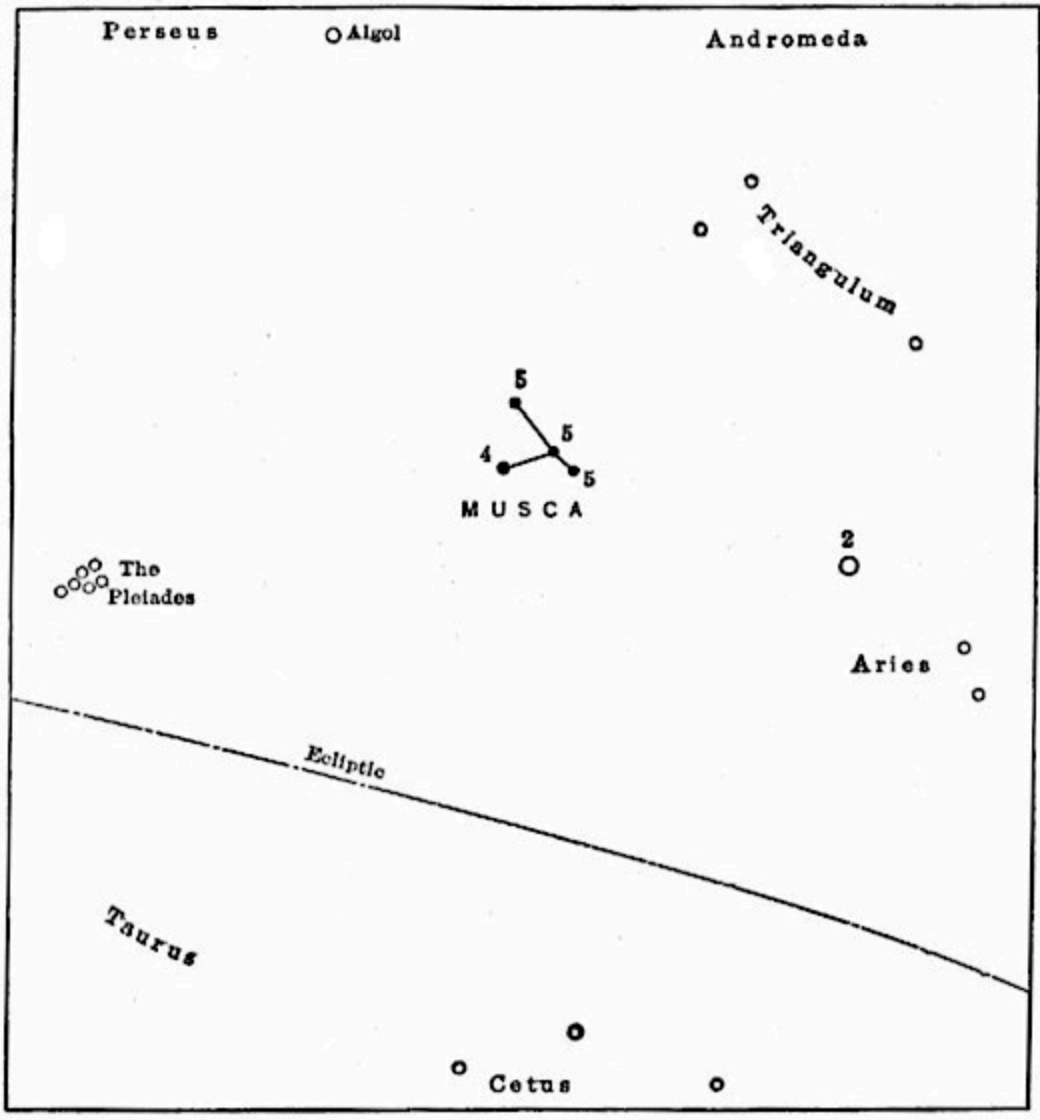 Perseus
Algol
Andromeda
Triangulum
5
5
4
5
MUSCA
2
The
Pleiades
Aries
Ecliptic
Taurus
Cetus